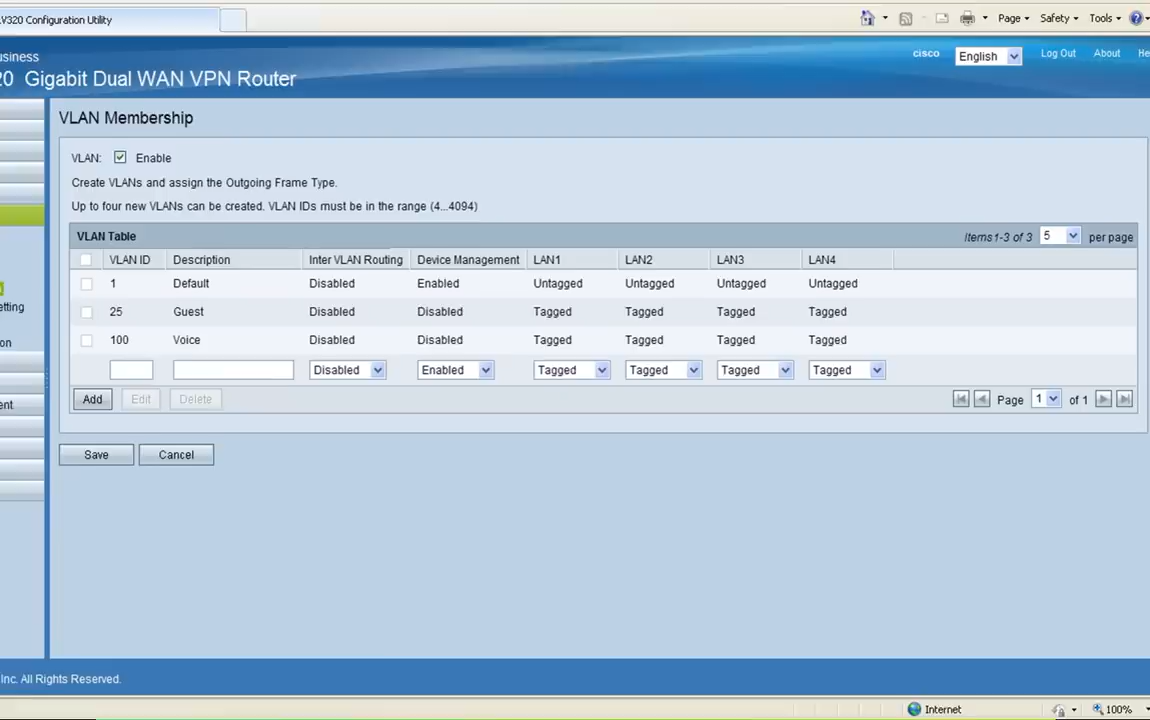 V320 Configuration Utility
Page
Safety
Tools
usiness
cisco
English
Log Out
About
He
20 Gigabit Dual WAN VPN Router
VLAN Membership
VLAN: Enable
Create VLANs and assign the Outgoing Frame Type.
Up to four new VLANs can be created. VLAN IDs must be in the range (4...4094)
VLAN Table
Items 1-3 of 3 5 per page
VLAN ID Description Inter VLAN Routing Device Management LAN1 LAN2 LAN3 LAN4
1 Default Disabled Enabled Untagged Untagged Untagged Untagged
25 Guest Disabled Disabled Tagged Tagged Tagged Tagged
100 Voice Disabled Disabled Tagged Tagged Tagged Tagged
Disabled Enabled Tagged Tagged Tagged Tagged
Add Edit Delete
Page 1 of 1
Save Cancel
etting
on
ent
Inc. All Rights Reserved.
Internet
100%